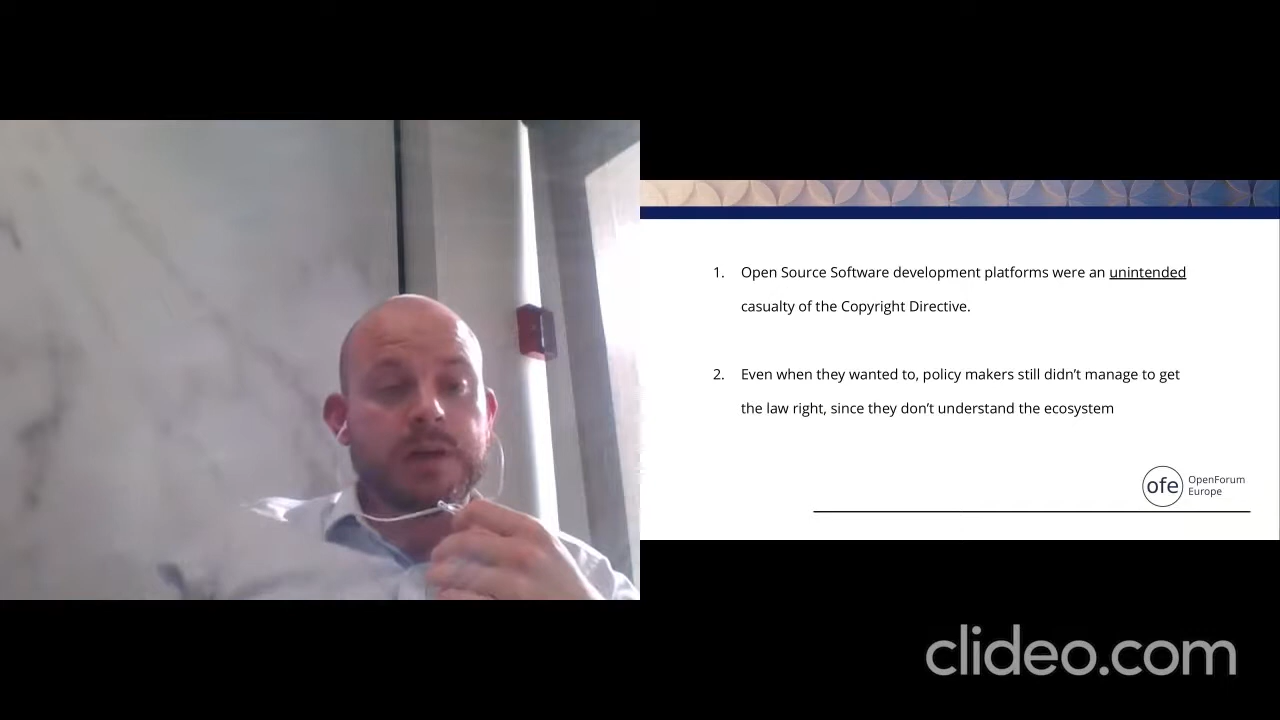 1. Open Source Software development platforms were an unintended
casualty of the Copyright Directive.
2. Even when they wanted to, policy makers still didn't manage to get
the law right, since they don't understand the ecosystem
ofe OpenForum
Europe
clideo.com